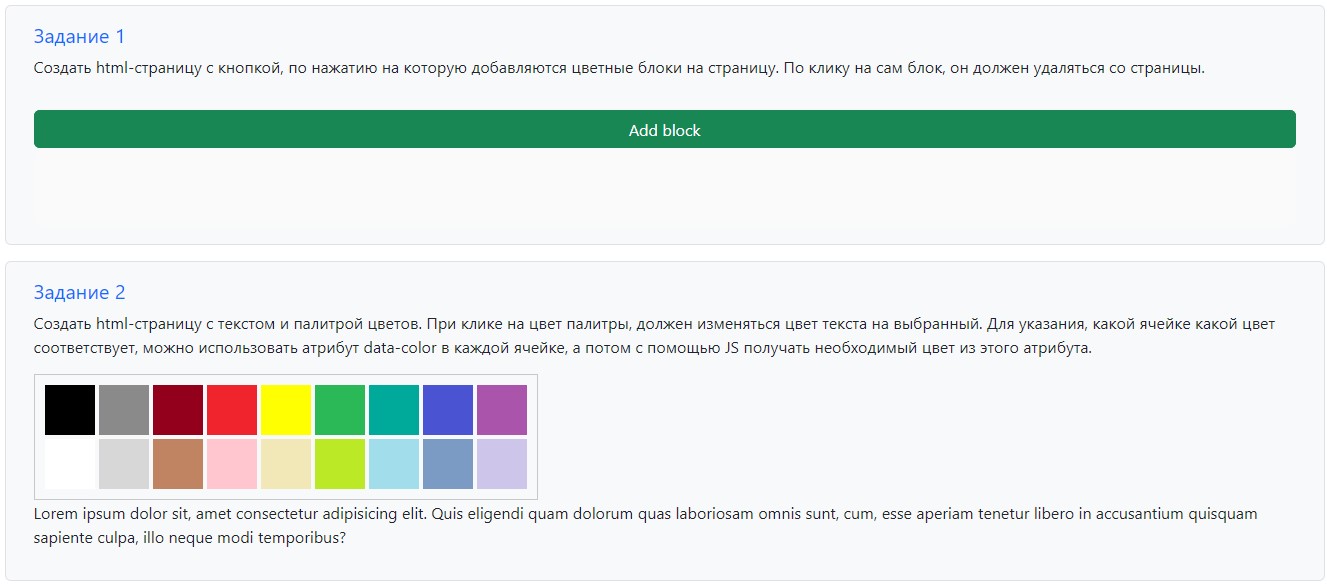 Задание 1
Создать html-страницу с кнопкой, по нажатию на которую добавляются цветные блоки на страницу. По клику на сам блок, он должен удаляться со страницы.
Add block
Задание 2
Создать html-страницу с текстом и палитрой цветов. При клике на цвет палитры, должен изменяться цвет текста на выбранный. Для указания, какой ячейке какой цвет
соответствует, можно использовать атрибут data-color в каждой ячейке, а потом с помощью JS получать необходимый цвет из этого атрибута.
Lorem ipsum dolor sit, amet consectetur adipisicing elit. Quis eligendi quam dolorum quas laboriosam omnis sunt, cum, esse aperiam tenetur libero in accusantium quisquam
sapiente culpa, illo neque modi temporibus?